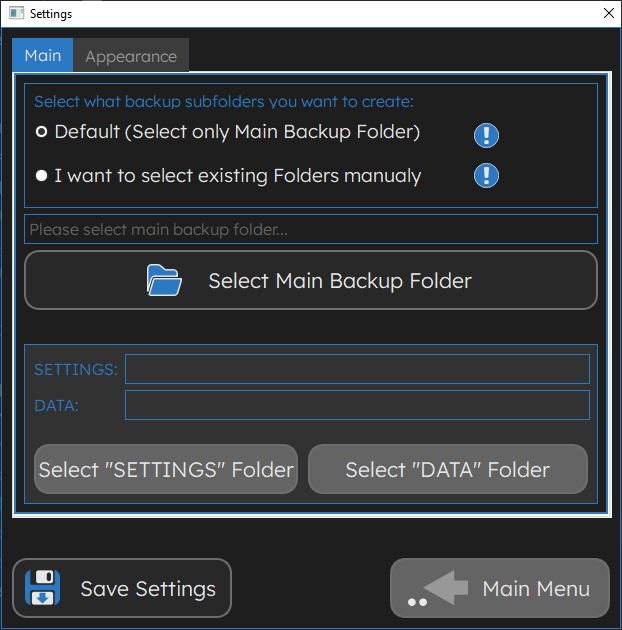 Settings
Main
Appearance
Select what backup subfolders you want to create:
Default (Select only Main Backup Folder)
I want to select existing Folders manualy
Please select main backup folder...
Select Main Backup Folder
SETTINGS:
DATA:
Select "SETTINGS" Folder
Select "DATA" Folder
Save Settings
Main Menu